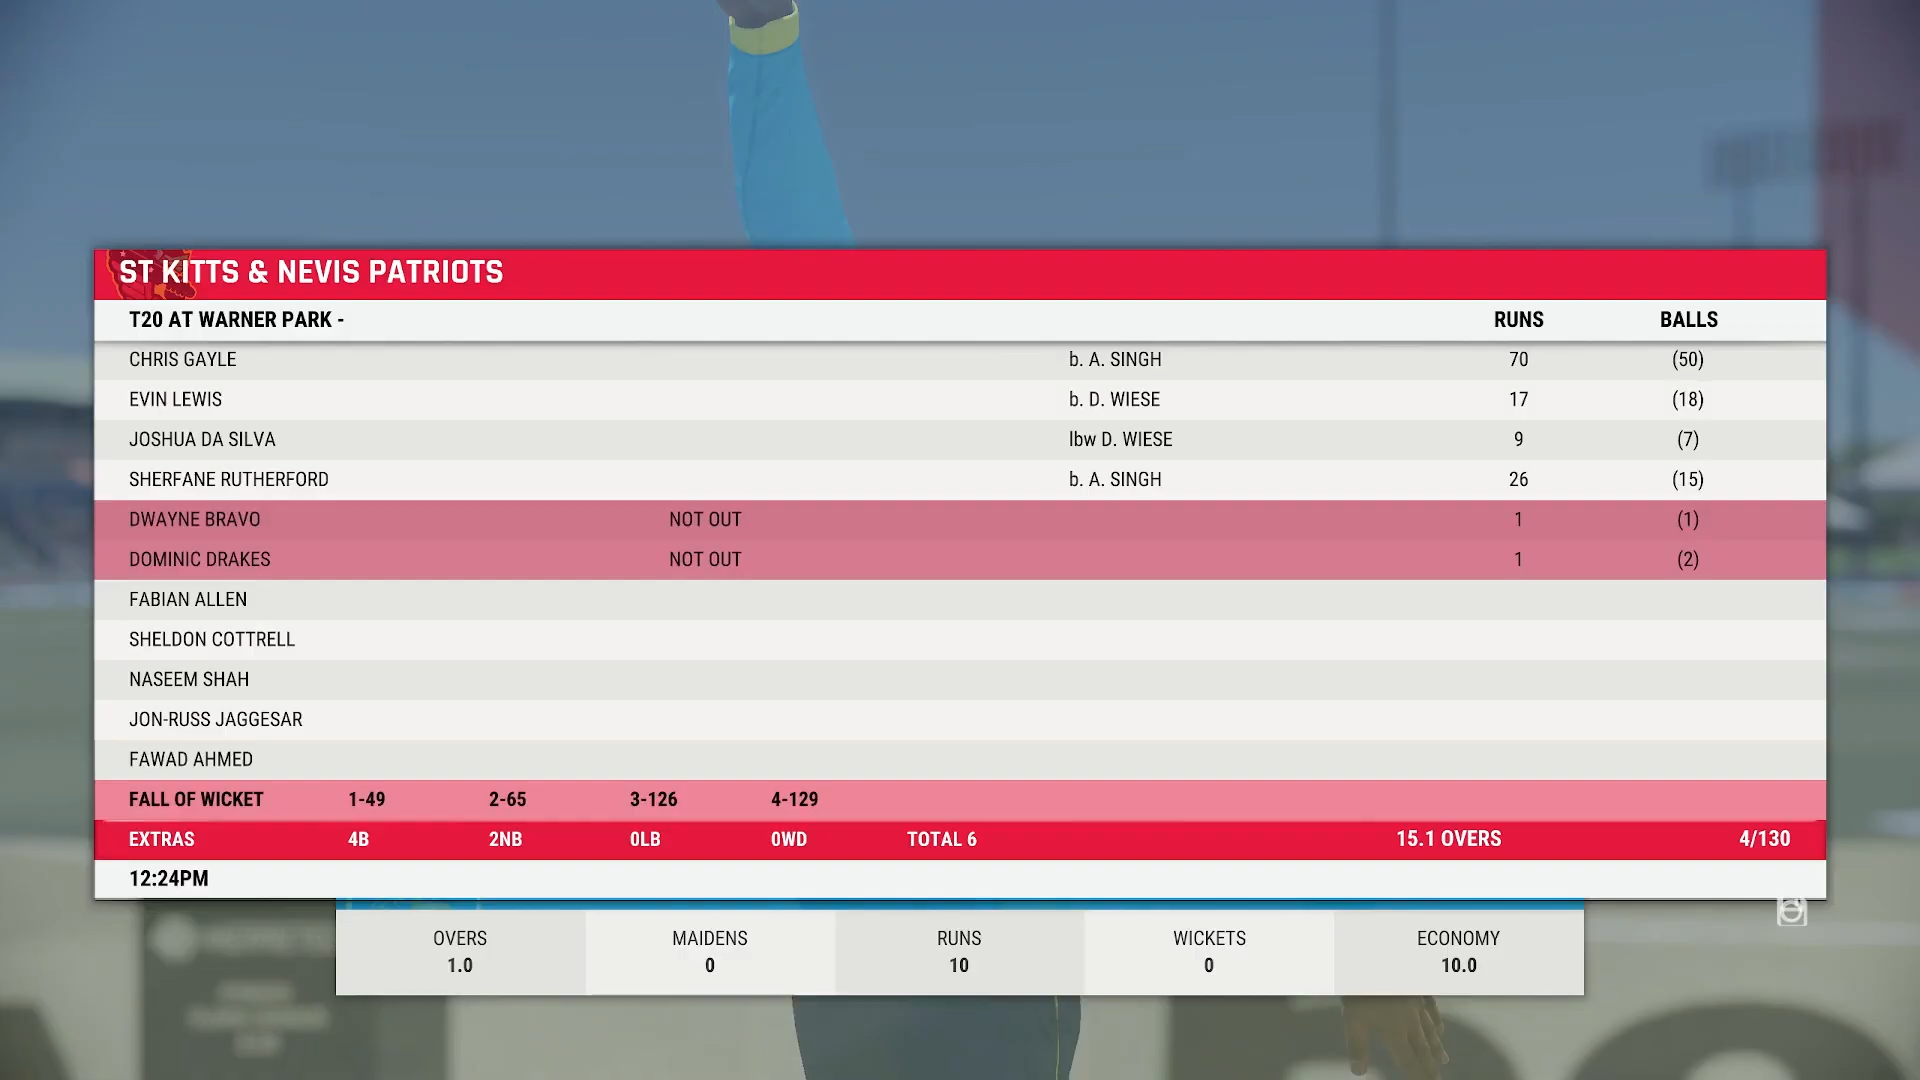 ST KITTS & NEVIS PATRIOTS
T20 AT WARNER PARK - RUNS BALLS
CHRIS GAYLE b. A. SINGH 70 (50)
EVIN LEWIS b. D. WIESE 17 (18)
JOSHUA DA SILVA lbw D. WIESE 9 (7)
SHERFANE RUTHERFORD b. A. SINGH 26 (15)
DWAYNE BRAVO NOT OUT 1 (1)
DOMINIC DRAKES NOT OUT 1 (2)
FABIAN ALLEN
SHELDON COTTRELL
NASEEM SHAH
JON-RUSS JAGGESAR
FAWAD AHMED
FALL OF WICKET 1-49 2-65 3-126 4-129
EXTRAS 4B 2NB 0LB 0WD TOTAL 6 15.1 OVERS 4/130
12:24PM
OVERS MAIDENS RUNS WICKETS ECONOMY
1.0 0 10 0 10.0